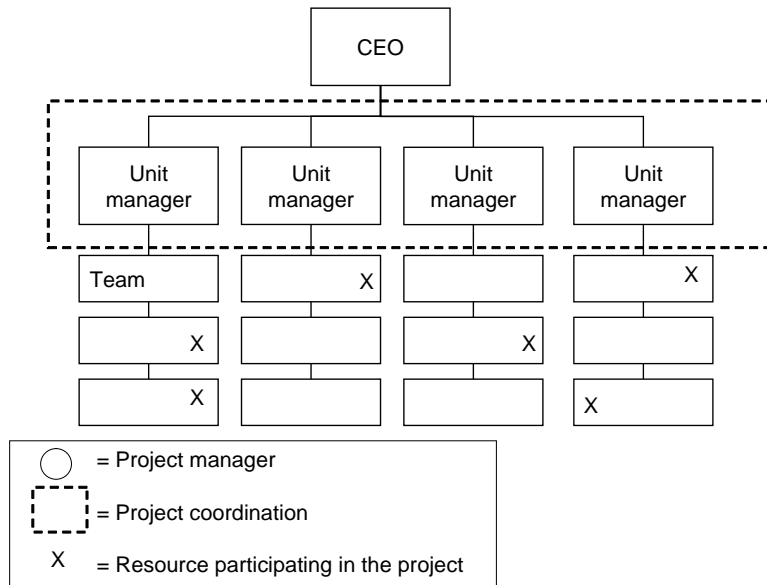 CEO
Unit
manager
Unit
manager
Unit
manager
Unit
manager
Team
X
X
X
X
X
X
= Project manager
= Project coordination
X = Resource participating in the project